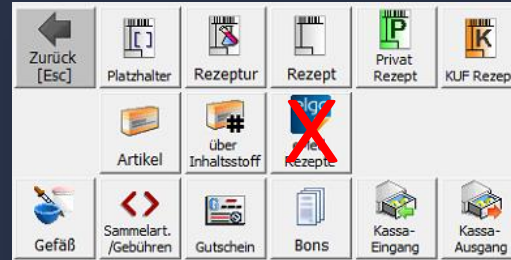 Zurück
[Esc]
Platzhalter
Rezeptur
Rezept
P
Privat
Rezept
K
KUF Rezep
Artikel
#
über
Inhaltsstoff
elga
Rezepte
Gefäß
Sammelart.
/Gebühren
G
Gutschein
Bons
Kassa-
Eingang
Kassa-
Ausgang